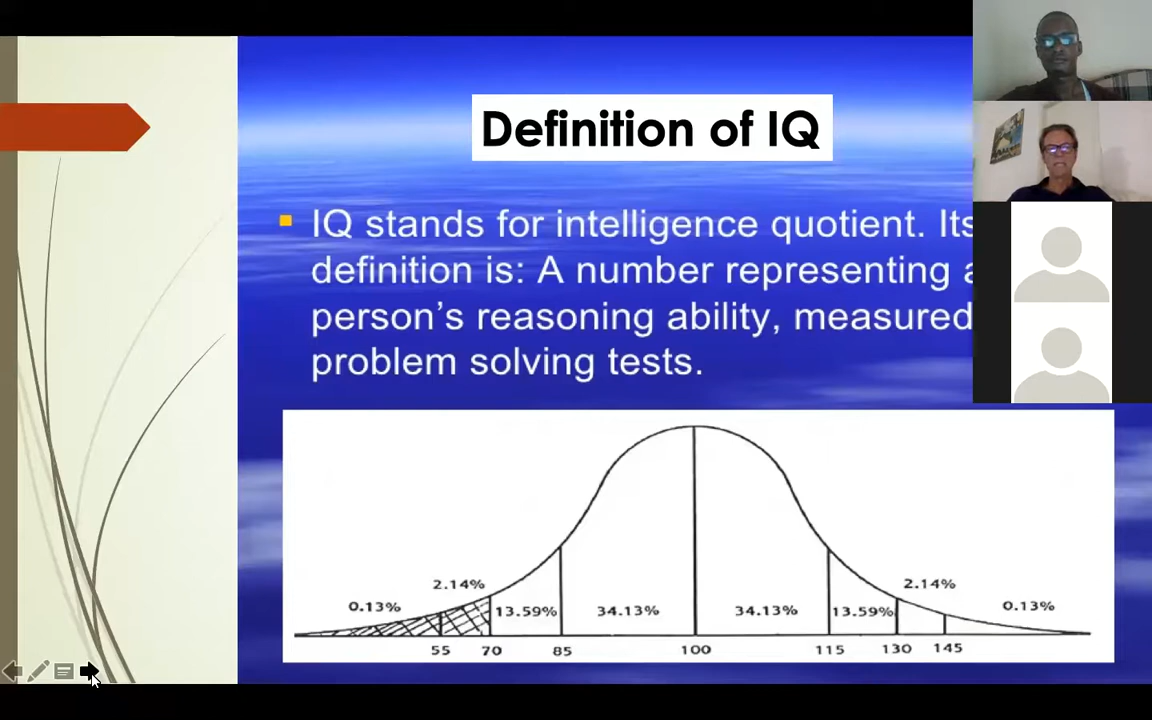 Definition of IQ
IQ stands for intelligence quotient. Its
definition is: A number representing
person's reasoning ability, measured
problem solving tests.
2.14% 2.14%
0.13% 13.59% 34.13% 34.13% 13.59% 0.13%
55 70 85 100 115 130 145